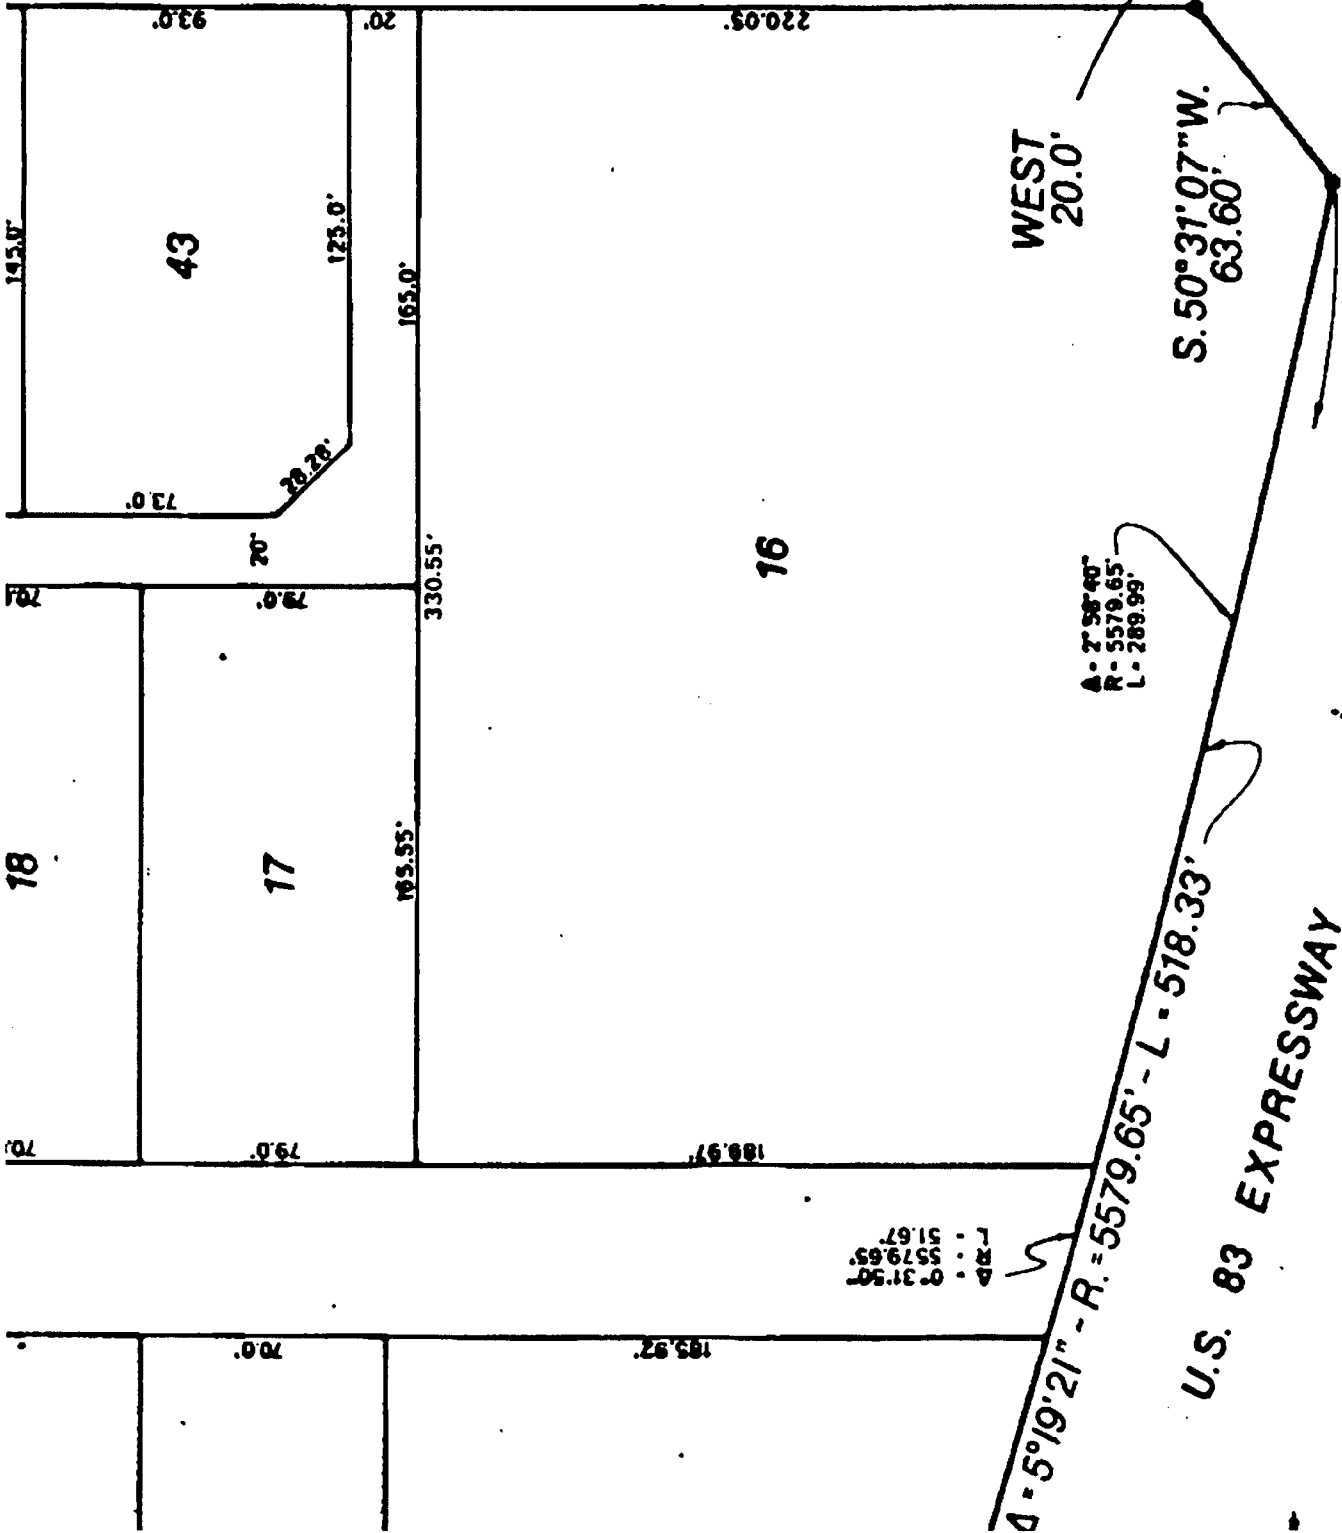 93.0'
20'
220.05'
145.0'
43
125.0'
165.0'
WEST
20.0'
S. 50°31'07"W.
63.60'
28.28'
73.0'
20'
79.0'
330.55'
16
Δ = 2°58'40"
R = 5579.65'
L = 289.99'
18
17
165.55'
79.0'
189.97'
Δ = 0°31'50"
R = 5579.65'
L = 51.67'
Δ = 5°19'21" ~ R. = 5579.65' ~ L = 518.33'
U.S. 83 EXPRESSWAY
70.0'
185.92'